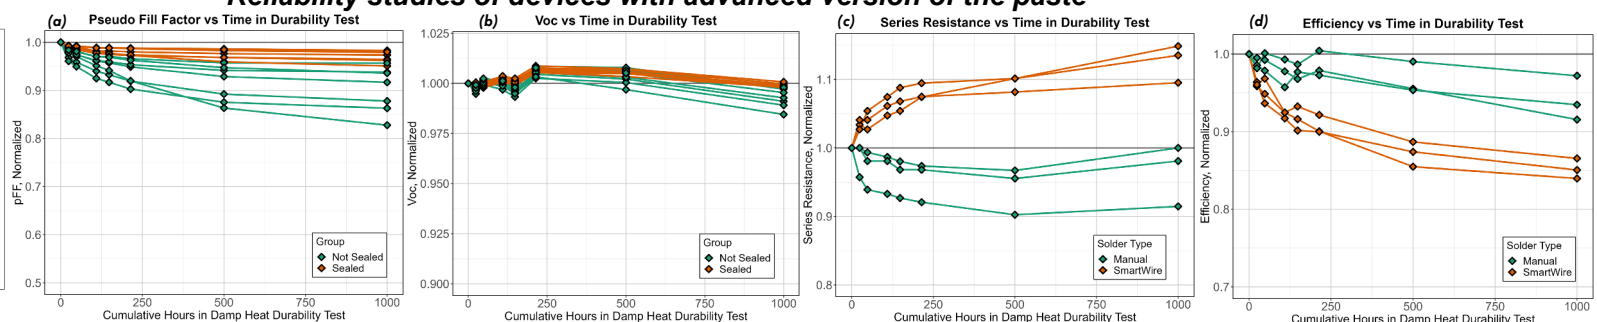 Reliability studies of devices with advanced version of the paste
(a) Pseudo Fill Factor vs Time in Durability Test
pFF, Normalized
1.0
0.9
0.8
0.7
0.6
0.5
0
250
500
750
1000
Cumulative Hours in Damp Heat Durability Test
Group
Not Sealed
Sealed
(b) Voc vs Time in Durability Test
Voc, Normalized
1.025
1.000
0.975
0.950
0.925
0.900
0
250
500
750
1000
Cumulative Hours in Damp Heat Durability Test
Group
Not Sealed
Sealed
(c) Series Resistance vs Time in Durability Test
Series Resistance, Normalized
1.1
1.0
0.9
0.8
0
250
500
750
1000
Cumulative Hours in Damp Heat Durability Test
Solder Type
Manual
SmartWire
(d) Efficiency vs Time in Durability Test
Efficiency, Normalized
1.0
0.9
0.8
0.7
0
250
500
750
1000
Cumulative Hours in Damp Heat Durability Test
Solder Type
Manual
SmartWire